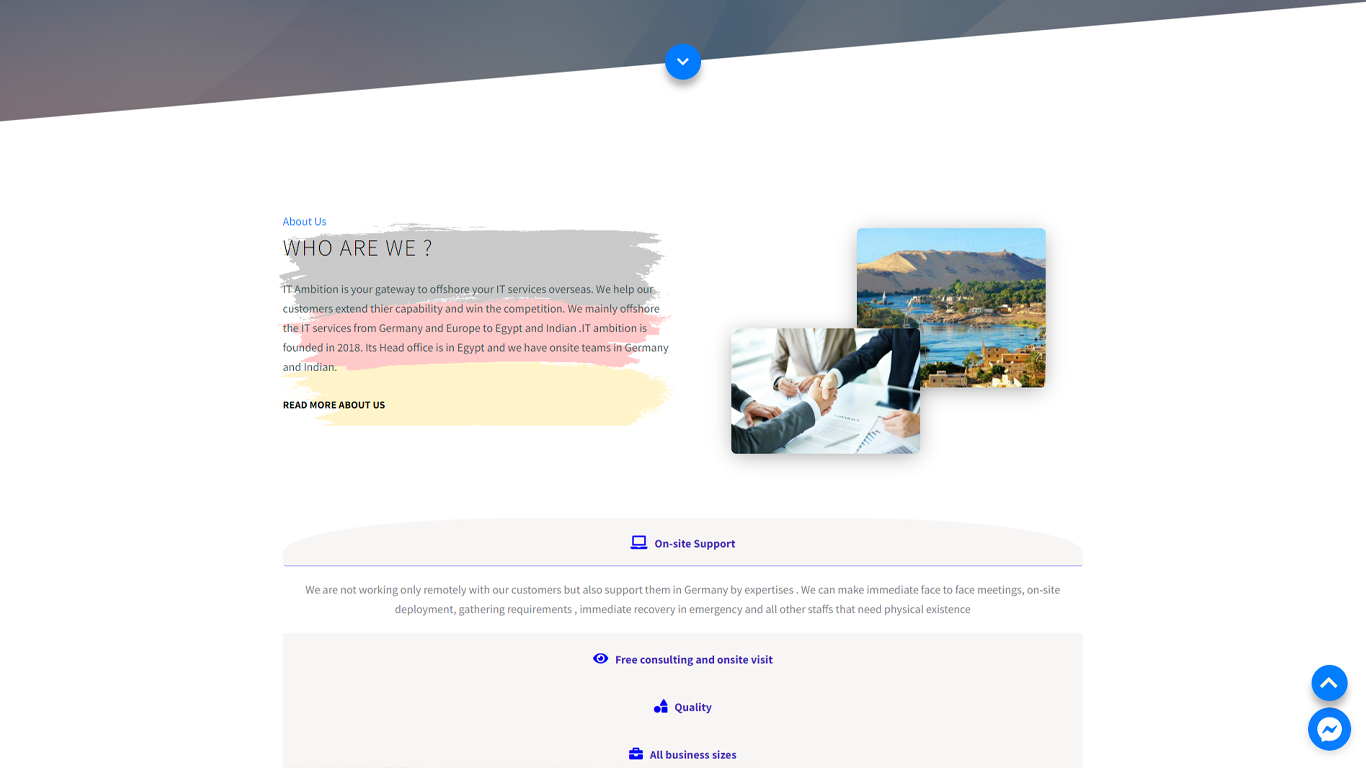 About Us
WHO ARE WE ?
IT Ambition is your gateway to offshore your IT services overseas. We help our
customers extend thier capability and win the competition. We mainly offshore
the IT services from Germany and Europe to Egypt and Indian .IT ambition is
founded in 2018. Its Head office is in Egypt and we have onsite teams in Germany
and Indian.
READ MORE ABOUT US
CONTRACT
On-site Support
We are not working only remotely with our customers but also support them in Germany by expertises . We can make immediate face to face meetings, on-site
deployment, gathering requirements , immediate recovery in emergency and all other staffs that need physical existence
Free consulting and onsite visit
Quality
All business sizes